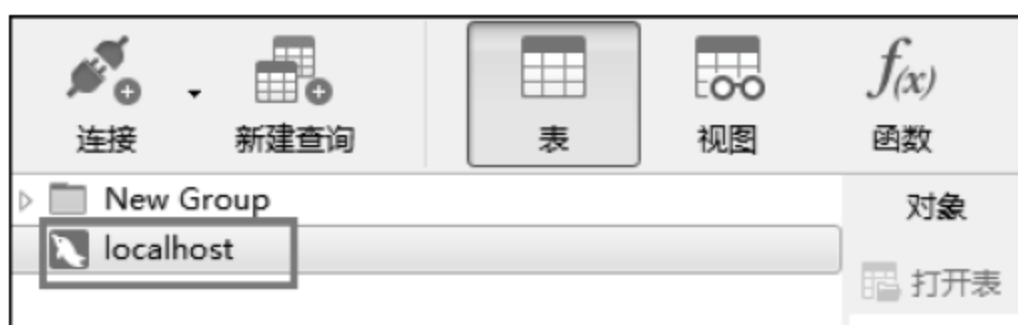 连接 新建查询 表 视图 f(x) 函数
New Group
对象
localhost
打开表